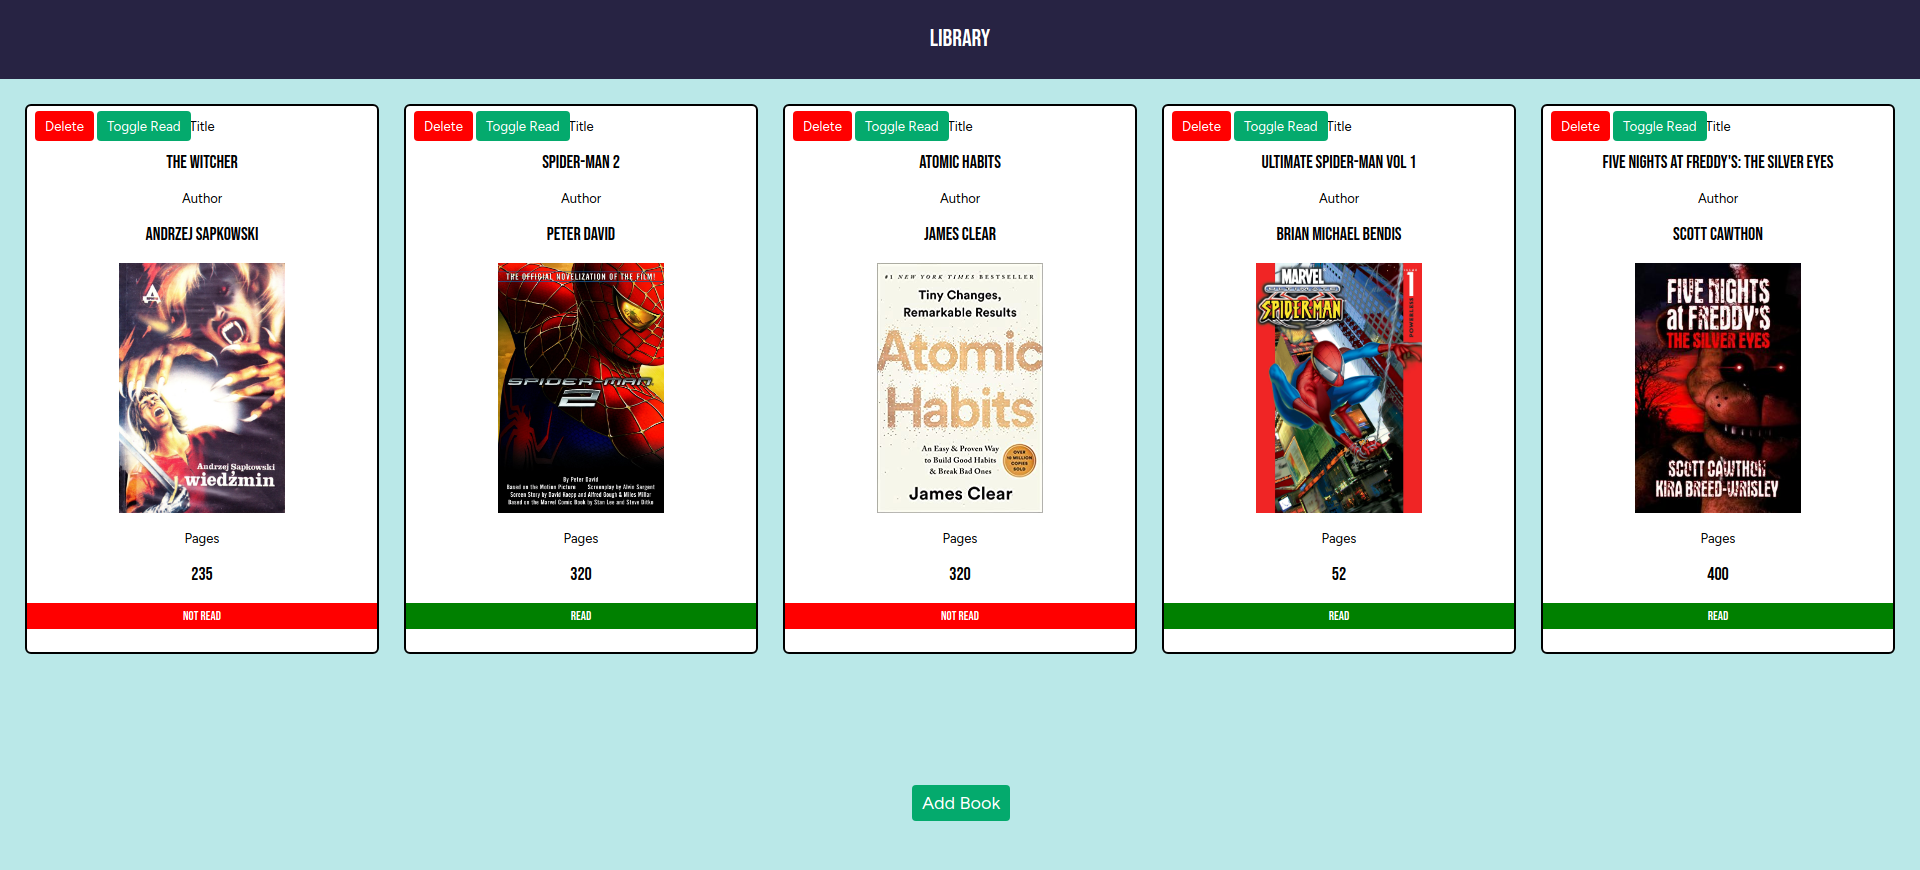 LIBRARY
Delete Toggle Read Title
THE WITCHER
Author
ANDRZEJ SAPKOWSKI
Andrzej Sapkowski
wiedźmin
Pages
235
NOT READ
Delete Toggle Read Title
SPIDER-MAN 2
Author
PETER DAVID
THE OFFICIAL NOVELIZATION OF THE FILM!
SPIDER-MAN
2
By Peter David
Based on the Motion Picture Screenplay by Alvin Sargent
Screen Story by David Koepp and Alfred Gough & Miles Millar
Based on the Marvel Comic Book by Stan Lee and Steve Ditko
Pages
320
READ
Delete Toggle Read Title
ATOMIC HABITS
Author
JAMES CLEAR
#1 NEW YORK TIMES BESTSELLER
Tiny Changes,
Remarkable Results
Atomic
Habits
An Easy & Proven Way
to Build Good Habits
& Break Bad Ones
OVER
10 MILLION
COPIES
SOLD
James Clear
Pages
320
NOT READ
Delete Toggle Read Title
ULTIMATE SPIDER-MAN VOL 1
Author
BRIAN MICHAEL BENDIS
MARVEL
SPIDER-MAN
1
POWERLESS
Pages
52
READ
Delete Toggle Read Title
FIVE NIGHTS AT FREDDY'S: THE SILVER EYES
Author
SCOTT CAWTHON
FIVE NIGHTS
at FREDDY'S
THE SILVER EYES
SCOTT CAWTHON
KIRA BREED-WRISLEY
Pages
400
READ
Add Book